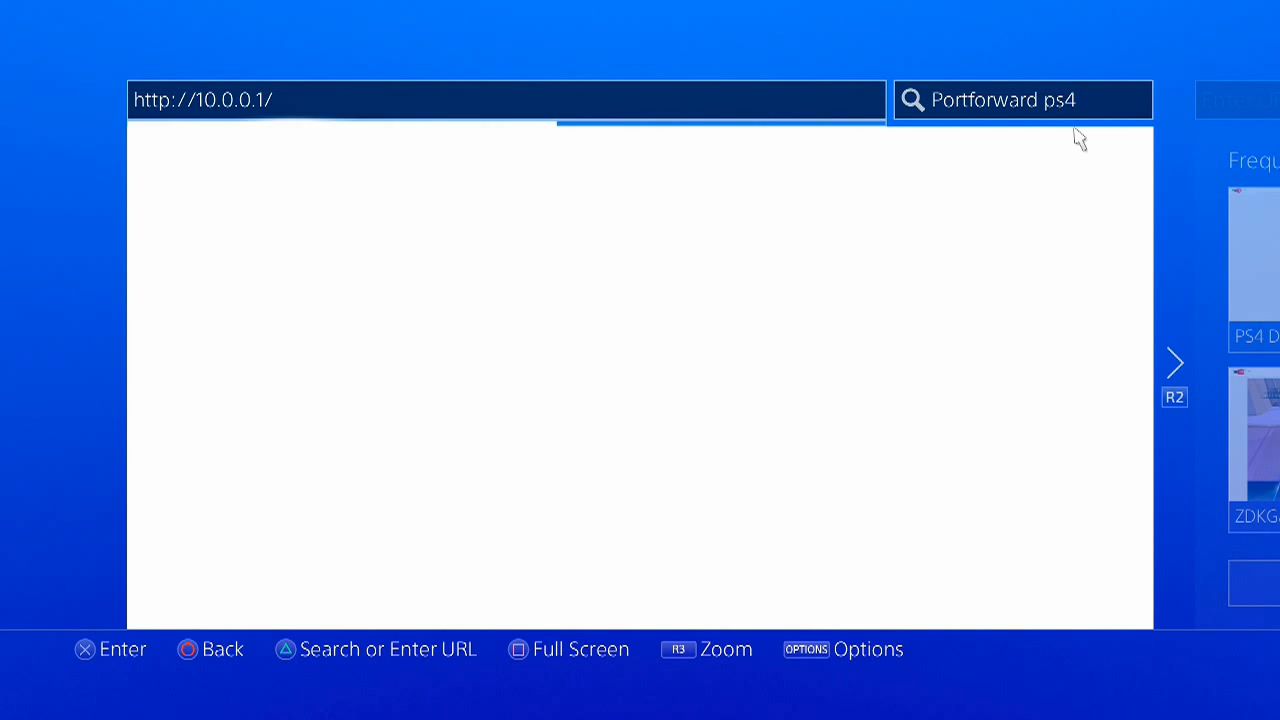 http://10.0.0.1/
Portforward ps4
Frequ
R2
PS4 D
ZDKG
Enter
Back
Search or Enter URL
Full Screen
R3 Zoom
OPTIONS Options